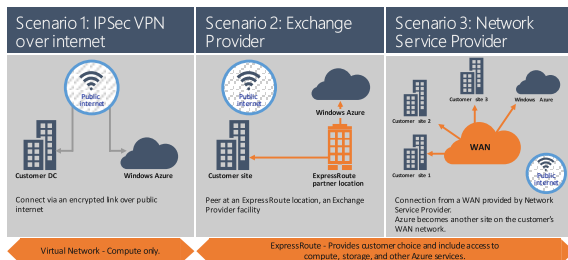 Scenario 1: IPSec VPN
over internet
Public
internet
Customer DC
Windows Azure
Connect via an encrypted link over public
internet
Scenario 2: Exchange
Provider
Public
internet
Windows Azure
Customer site
ExpressRoute
partner location
Peer at an ExpressRoute location, an Exchange
Provider facility
Scenario 3: Network
Service Provider
Customer site 3
Windows Azure
Customer site 2
WAN
Customer site 1
Public
internet
Connection from a WAN provided by Network
Service Provider.
Azure becomes another site on the customer's
WAN network.
Virtual Network - Compute only.
ExpressRoute - Provides customer choice and include access to
compute, storage, and other Azure services.